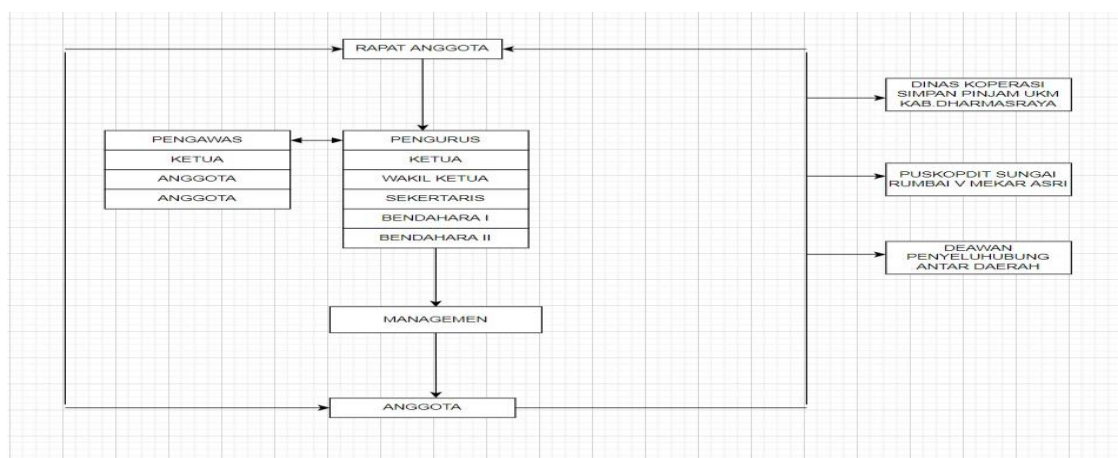 RAPAT ANGGOTA
DINAS KOPERASI
SIMPAN PINJAM UKM
KAB.DHARMASRAYA
PENGAWAS
KETUA
ANGGOTA
ANGGOTA
PENGURUS
KETUA
WAKIL KETUA
SEKERTARIS
BENDAHARA I
BENDAHARA II
PUSKOPDIT SUNGAI
RUMBAI V MEKAR ASRI
DEAWAN
PENYELUHUBUNG
ANTAR DAERAH
MANAGEMEN
ANGGOTA